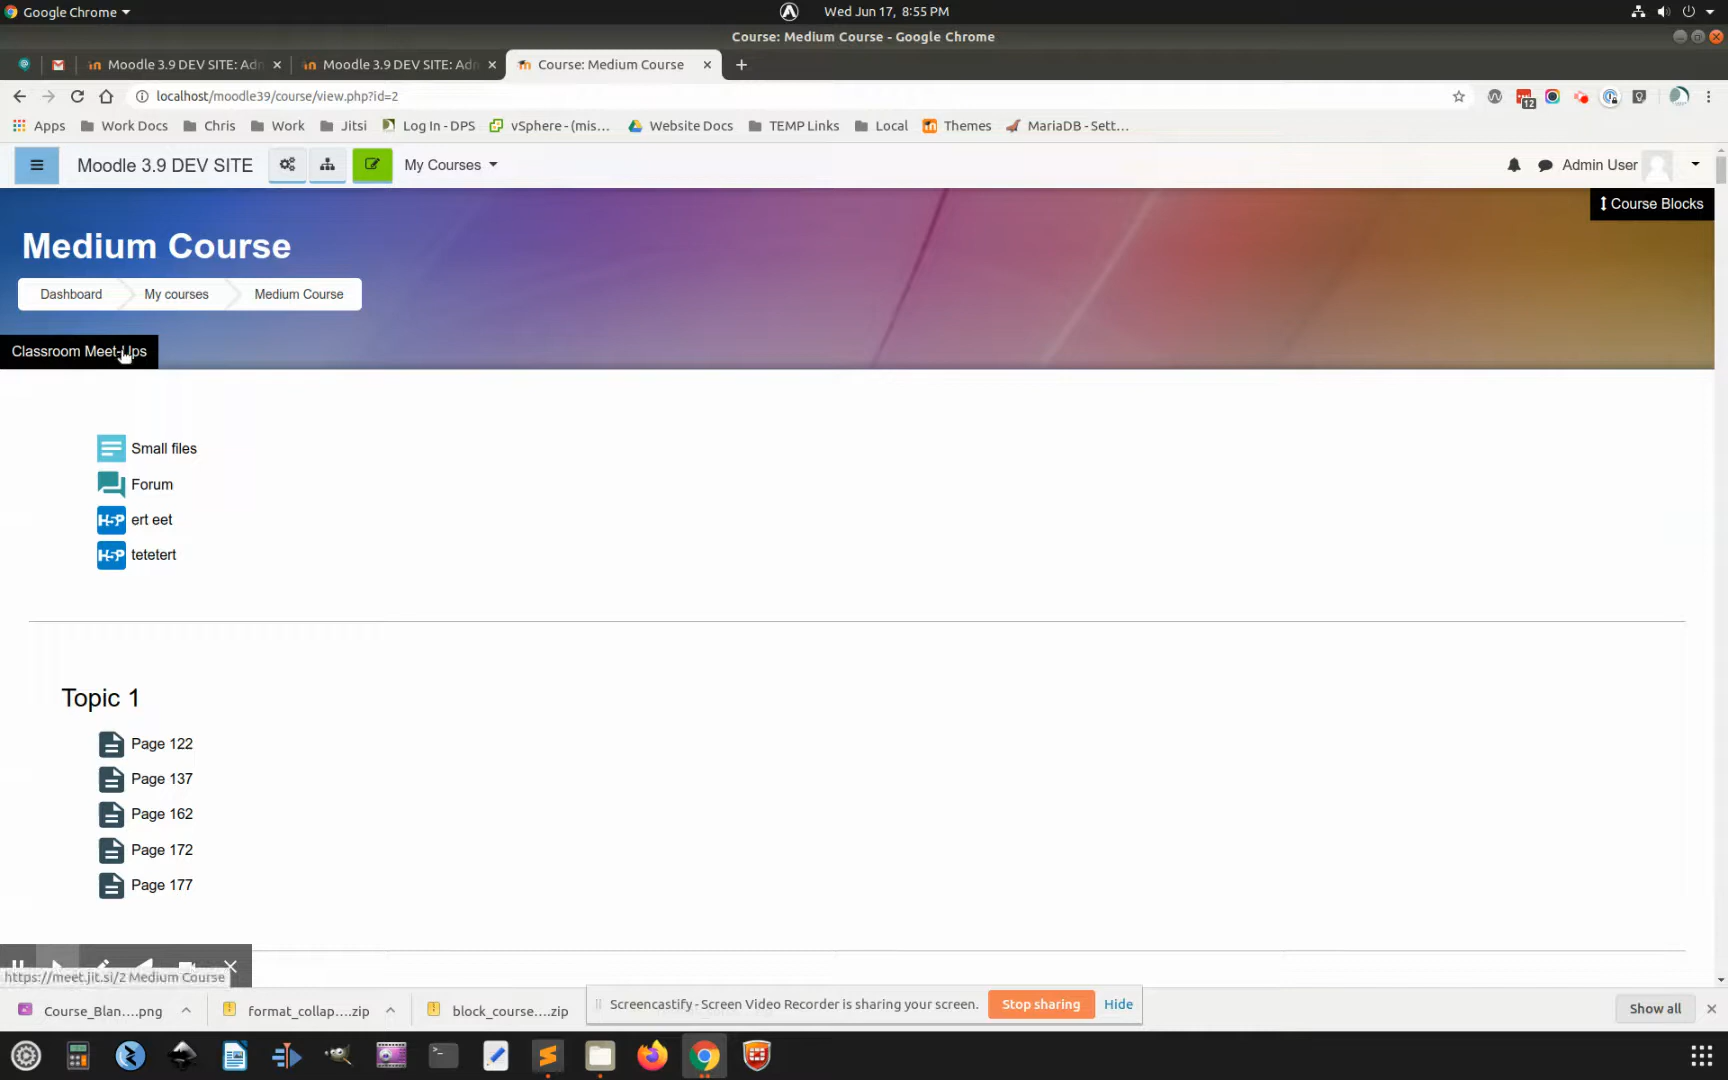 Google Chrome
Wed Jun 17, 8:55 PM
Course: Medium Course - Google Chrome
Moodle 3.9 DEV SITE: Adn
Moodle 3.9 DEV SITE: Adn
Course: Medium Course
localhost/moodle39/course/view.php?id=2
12
Apps
Work Docs
Chris
Work
Jitsi
Log In - DPS
vSphere - (mis...
Website Docs
TEMP Links
Local
Themes
MariaDB - Sett...
Moodle 3.9 DEV SITE
My Courses
Admin User
Course Blocks
Medium Course
Dashboard
My courses
Medium Course
Classroom Meet-Ups
Small files
Forum
H5P ert eet
H5P tetetert
Topic 1
Page 122
Page 137
Page 162
Page 172
Page 177
https://meet.jit.si/2 Medium Course
Course_Blan....png
format_collap....zip
block_course....zip
Screencastify - Screen Video Recorder is sharing your screen.
Stop sharing
Hide
Show all